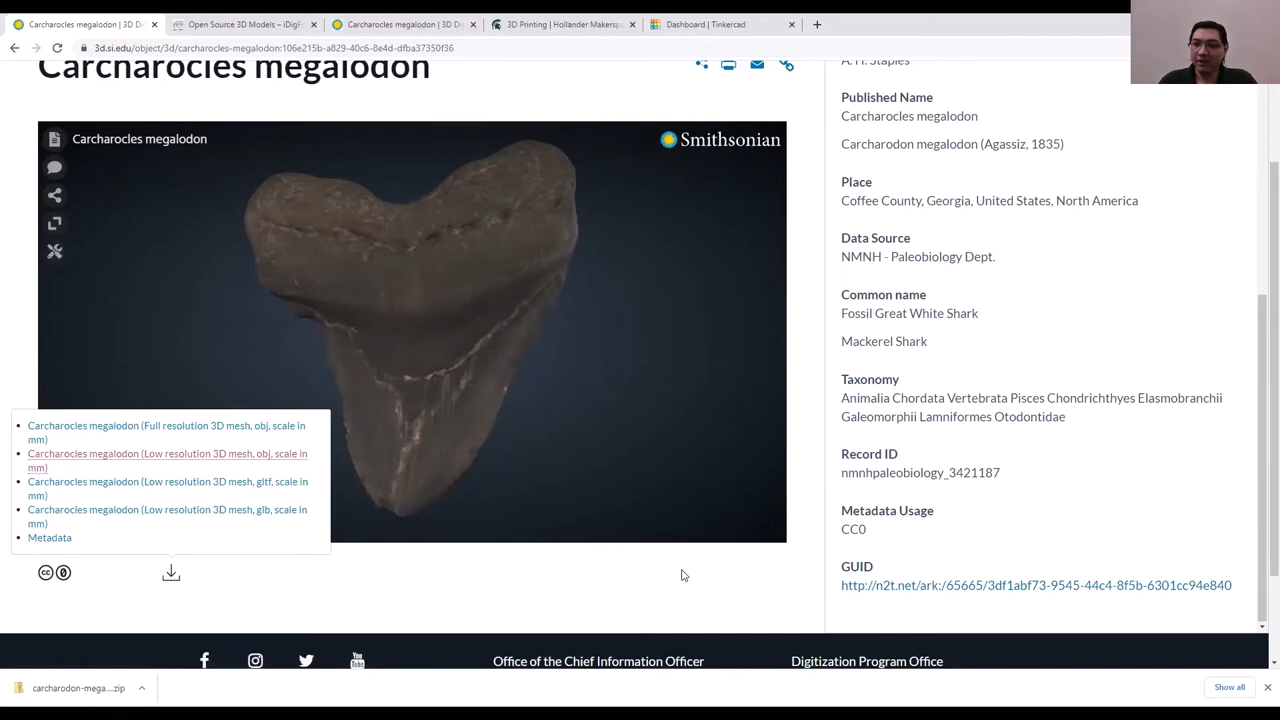 Carcharocles megalodon | 3D Di
Open Source 3D Models – iDigFo
Carcharocles megalodon | 3D Di
3D Printing | Hollander Makerspa
Dashboard | Tinkercad
3d.si.edu/object/3d/carcharocles-megalodon:106e215b-a829-40c6-8e4d-dfba37350f36
Carcharocles megalodon
Carcharocles megalodon
Smithsonian
Carcharocles megalodon (Full resolution 3D mesh, obj, scale in
mm)
Carcharocles megalodon (Low resolution 3D mesh, obj, scale in
mm)
Carcharocles megalodon (Low resolution 3D mesh, gltf, scale in
mm)
Carcharocles megalodon (Low resolution 3D mesh, glb, scale in
mm)
Metadata
A. H. Staples
Published Name
Carcharocles megalodon
Carcharodon megalodon (Agassiz, 1835)
Place
Coffee County, Georgia, United States, North America
Data Source
NMNH - Paleobiology Dept.
Common name
Fossil Great White Shark
Mackerel Shark
Taxonomy
Animalia Chordata Vertebrata Pisces Chondrichthyes Elasmobranchii
Galeomorphii Lamniformes Otodontidae
Record ID
nmnhpaleobiology_3421187
Metadata Usage
CC0
GUID
http://n2t.net/ark:/65665/3df1abf73-9545-44c4-8f5b-6301cc94e840
cc 0
You Tube
Office of the Chief Information Officer
Digitization Program Office
carcharodon-mega....zip
Show all